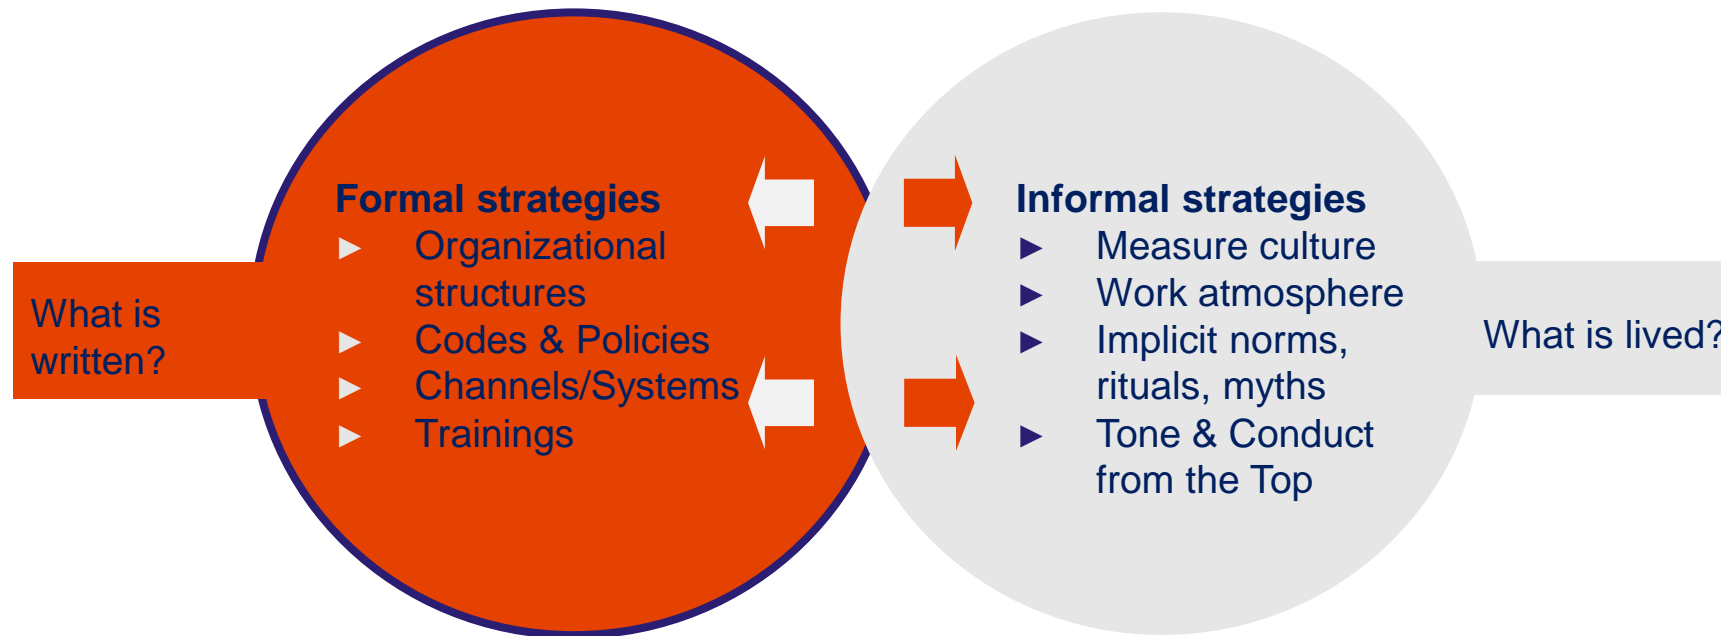 What is
written?
Formal strategies
► Organizational
structures
► Codes & Policies
► Channels/Systems
► Trainings
Informal strategies
► Measure culture
► Work atmosphere
► Implicit norms,
rituals, myths
► Tone & Conduct
from the Top
What is lived?